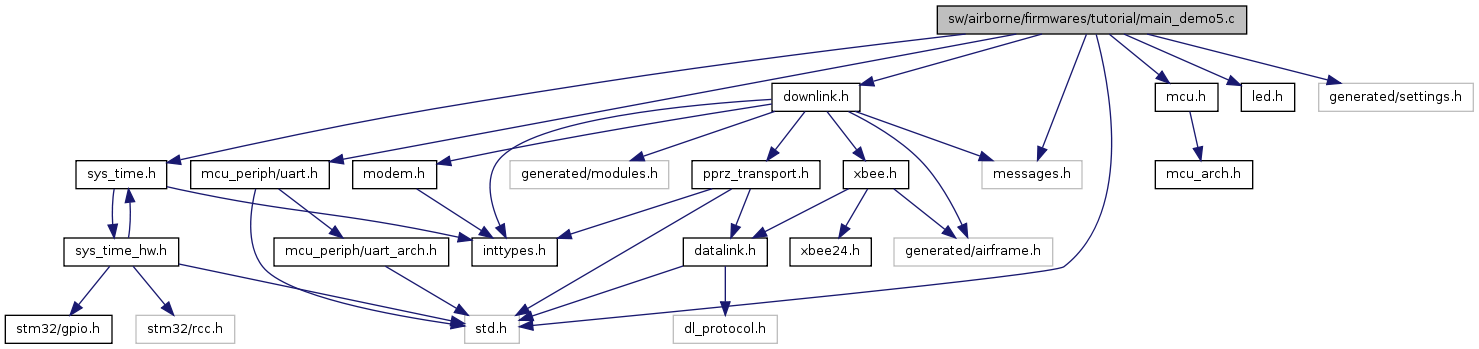 sw/airborne/firmwares/tutorial/main_demo5.c
downlink.h
mcu.h
led.h
generated/settings.h
sys_time.h
mcu_periph/uart.h
modem.h
generated/modules.h
pprz_transport.h
xbee.h
messages.h
mcu_arch.h
sys_time_hw.h
mcu_periph/uart_arch.h
inttypes.h
datalink.h
xbee24.h
generated/airframe.h
stm32/gpio.h
stm32/rcc.h
std.h
dl_protocol.h